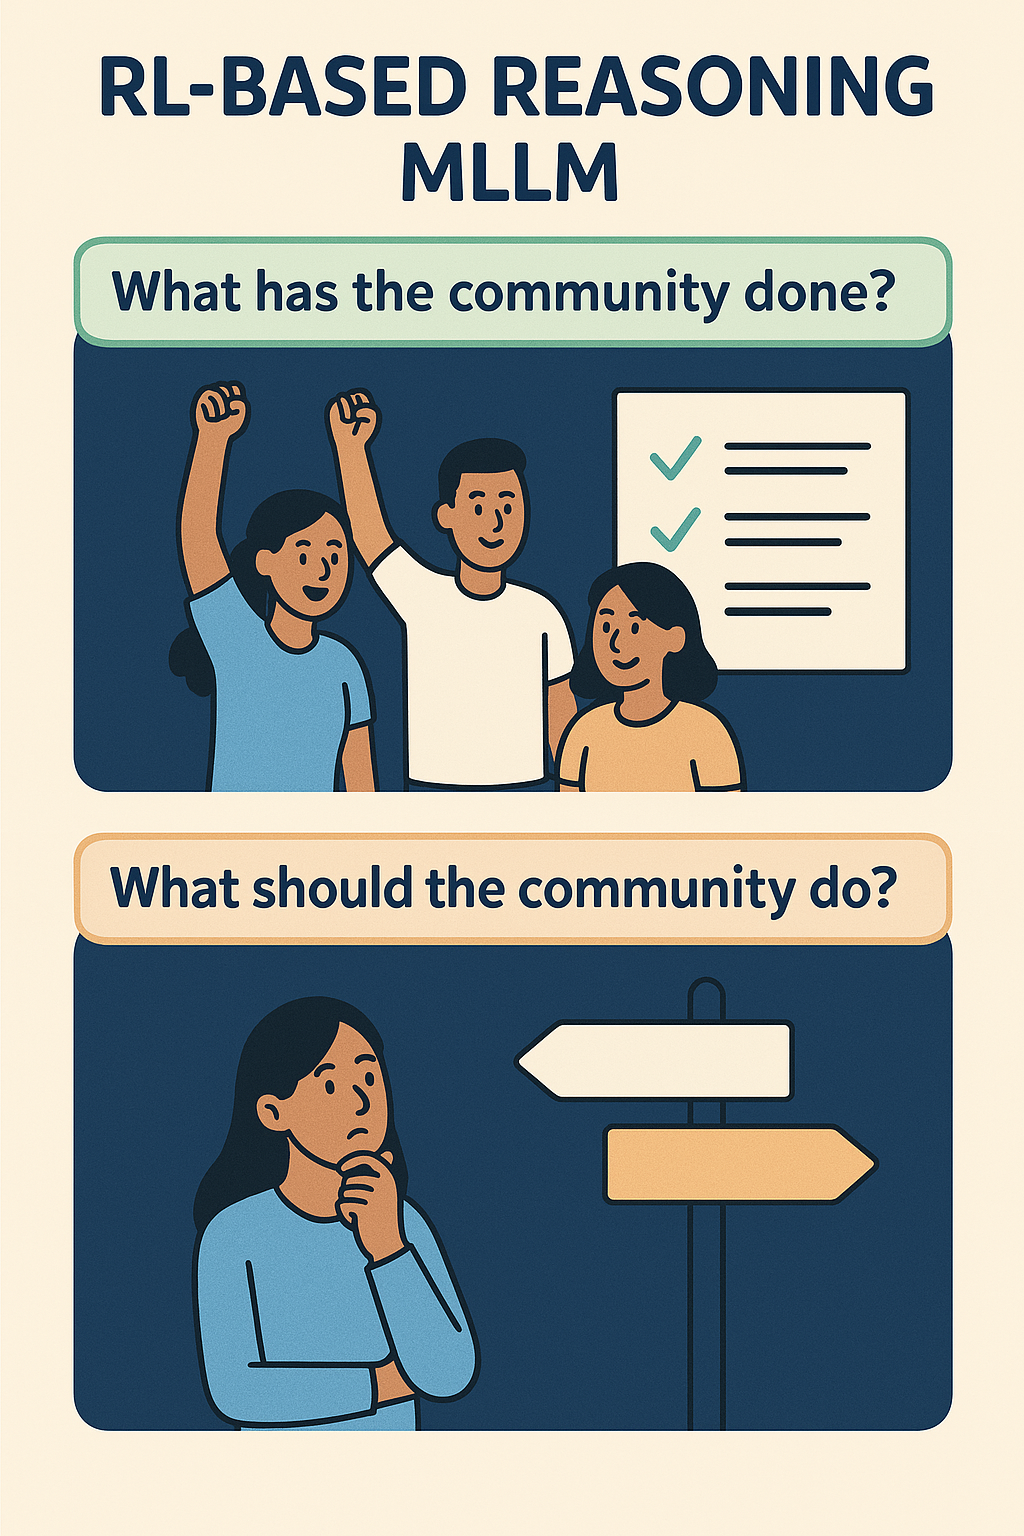 RL-BASED REASONING
MLLM
What has the community done?
What should the community do?